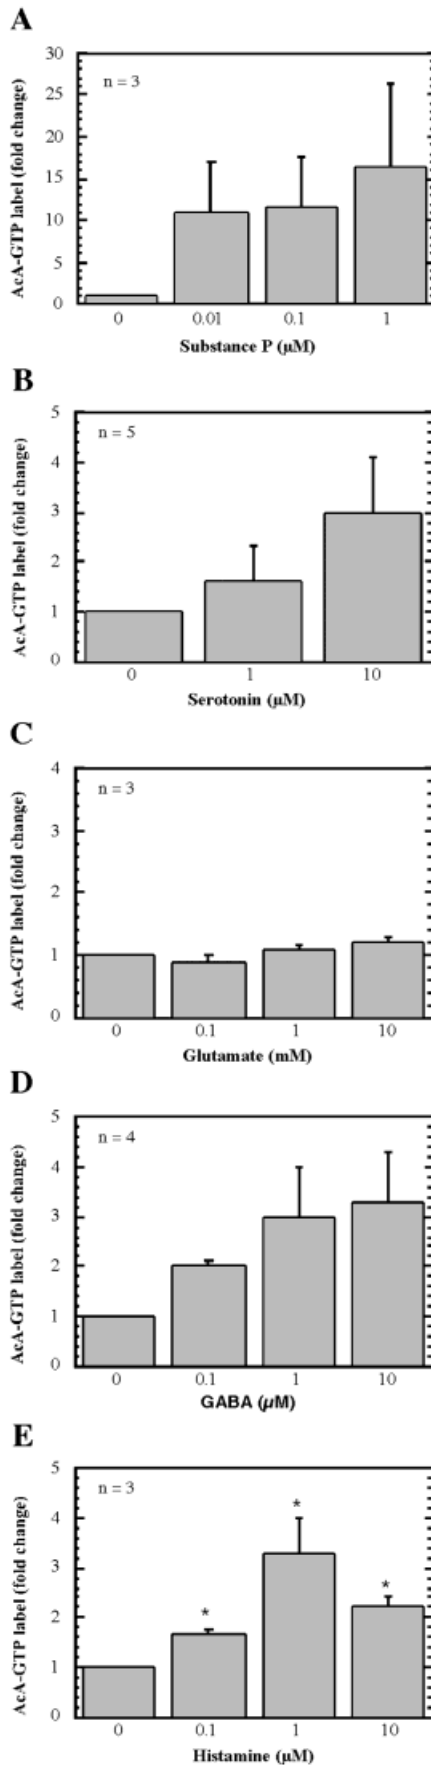 A
AcA-GTP label (fold change)
30
25
20
15
10
5
0
n = 3
0 0.01 0.1 1
Substance P (μM)
B
AcA-GTP label (fold change)
5
4
3
2
1
0
n = 5
0 1 10
Serotonin (μM)
C
AcA-GTP label (fold change)
4
3
2
1
0
n = 3
0 0.1 1 10
Glutamate (mM)
D
AcA-GTP label (fold change)
5
4
3
2
1
0
n = 4
0 0.1 1 10
GABA (μM)
E
AcA-GTP label (fold change)
5
4
3
2
1
0
n = 3
* * *
0 0.1 1 10
Histamine (μM)